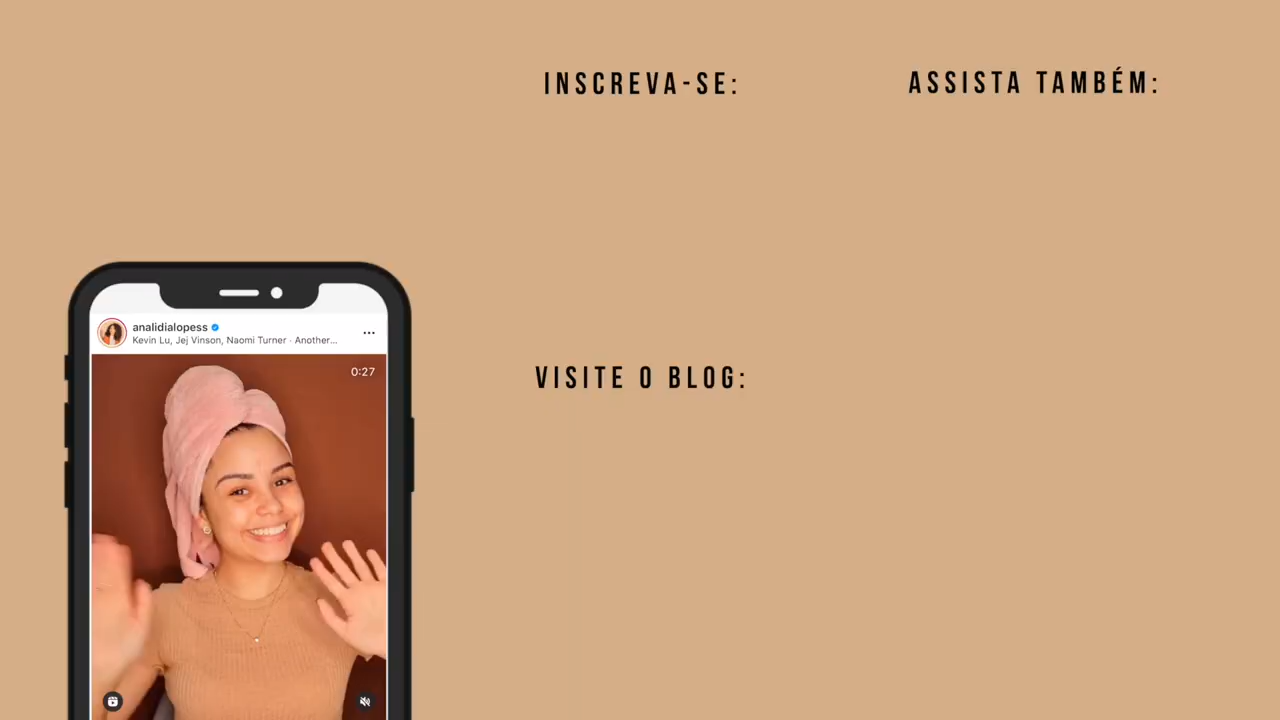 INSCREVA-SE:
ASSISTA TAMBÉM:
analidialopess
Kevin Lu, Jej Vinson, Naomi Turner · Another...
0:27
VISITE O BLOG: